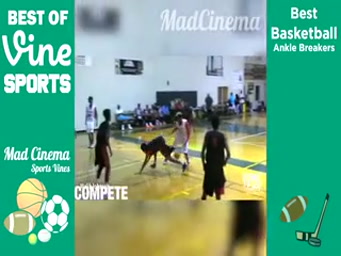 BEST OF
Vine
SPORTS
Mad Cinema
Sports Vines
MadCinema
COMPETE
Best
Basketball
Ankle Breakers